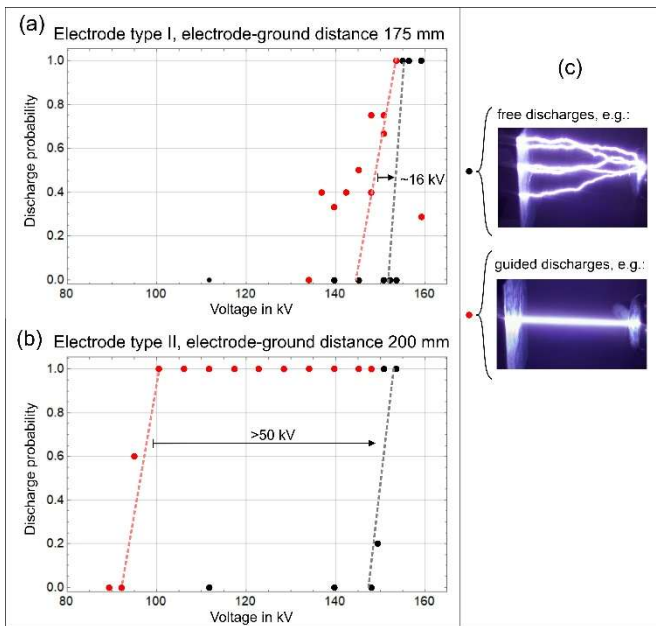 (a) Electrode type I, electrode-ground distance 175 mm
1.0
0.8
0.6
0.4
0.2
0.0
Discharge probability
~16 kV
80 100 120 140 160
Voltage in kV
(b) Electrode type II, electrode-ground distance 200 mm
1.0
0.8
0.6
0.4
0.2
0.0
Discharge probability
>50 kV
80 100 120 140 160
Voltage in kV
(c)
free discharges, e.g.:
guided discharges, e.g.: